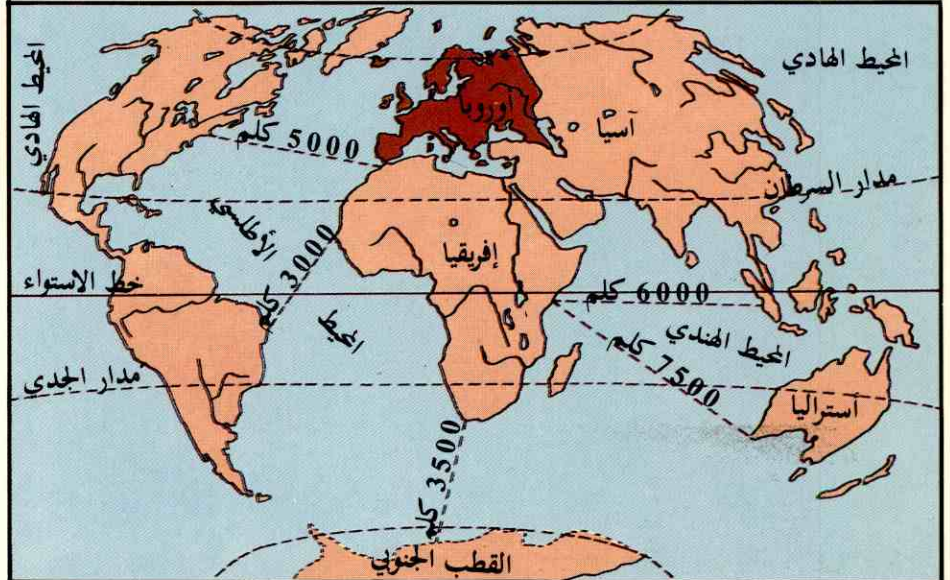 المحيط الهادي
المحيط الهادي
أوروبا
آسيا
5000 كلم
مدار السرطان
المحيط الأطلسي
3000 كلم
إفريقيا
خط الاستواء
6000 كلم
المحيط الهندي
7500 كلم
مدار الجدي
أستراليا
3500 كلم
القطب الجنوبي